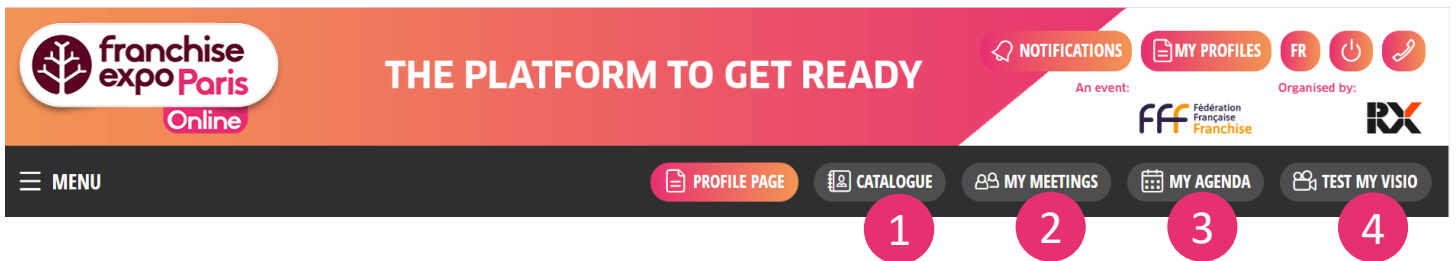 franchise
expo Paris
Online
THE PLATFORM TO GET READY
NOTIFICATIONS
MY PROFILES
FR
An event:
Organised by:
FFF Fédération
Française
Franchise
RX
MENU
PROFILE PAGE
CATALOGUE
MY MEETINGS
MY AGENDA
TEST MY VISIO
1
2
3
4